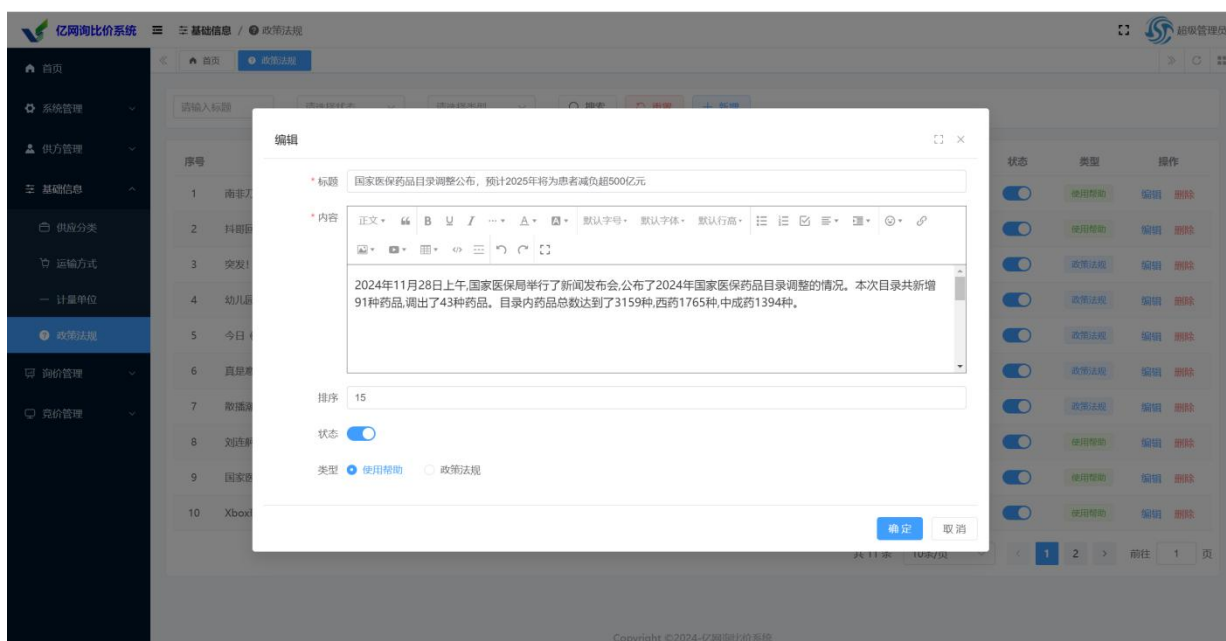 亿网询比价系统
基础信息 / 政策法规
超级管理员
首页
政策法规
首页
系统管理
供方管理
基础信息
供应分类
运输方式
计量单位
政策法规
询价管理
竞价管理
请输入标题
请选择状态
请选择类型
搜索
重置
新增
编辑
* 标题 国家医保药品目录调整公布,预计2025年将为患者减负超500亿元
* 内容
正文
B U I
A
A
默认字号
默认字体
默认行高
2024年11月28日上午,国家医保局举行了新闻发布会,公布了2024年国家医保药品目录调整的情况。本次目录共新增
91种药品,调出了43种药品。目录内药品总数达到了3159种,西药1765种,中成药1394种。
排序 15
状态
类型 使用帮助 政策法规
确定 取消
序号 状态 类型 操作
1 南非 使用帮助 编辑 删除
2 抖 使用帮助 编辑 删除
3 突发! 政策法规 编辑 删除
4 幼儿 政策法规 编辑 删除
5 今日 政策法规 编辑 删除
6 真是 政策法规 编辑 删除
7 散播 政策法规 编辑 删除
8 刘连 使用帮助 编辑 删除
9 国家医 使用帮助 编辑 删除
10 Xbox 使用帮助 编辑 删除
共 11 条 10条/页 1 2 前往 1 页
Copyright ©2024-亿网询比价系统